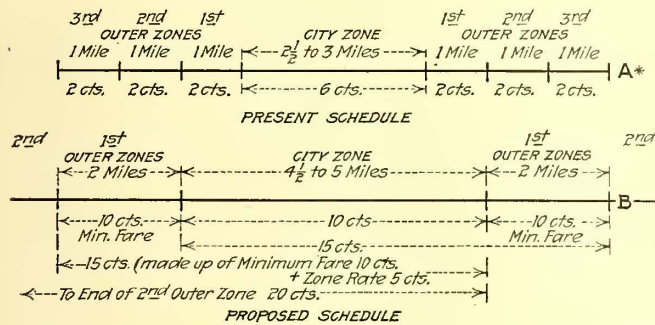 3rd 2nd 1st CITY ZONE 1st 2nd 3rd
OUTER ZONES OUTER ZONES
1 Mile 1 Mile 1 Mile 2½ to 3 Miles 1 Mile 1 Mile 1 Mile
A*
2 cts. 2 cts. 2 cts. 6 cts. 2 cts. 2 cts. 2 cts.
PRESENT SCHEDULE
2nd 1st 1st 2nd
OUTER ZONES CITY ZONE OUTER ZONES
2 Miles 4½ to 5 Miles 2 Miles
B
10 cts. 10 cts 10 cts.
Min. Fare Min. Fare
15 cts.
15 cts. (made up of Minimum Fare 10 cts.
+ Zone Rate 5 cts.
To End of 2nd Outer Zone 20 cts.
PROPOSED SCHEDULE